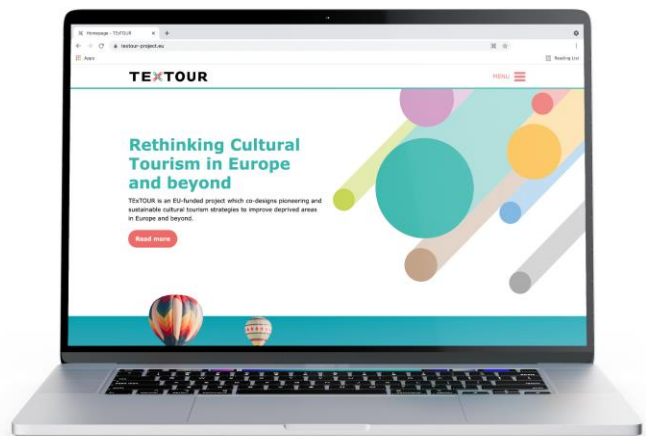 Homepage - TExTOUR
textour-project.eu
Apps
Reading List
TExTOUR
MENU
Rethinking Cultural
Tourism in Europe
and beyond
TExTOUR is an EU-funded project which co-designs pioneering and
sustainable cultural tourism strategies to improve deprived areas
in Europe and beyond.
Read more